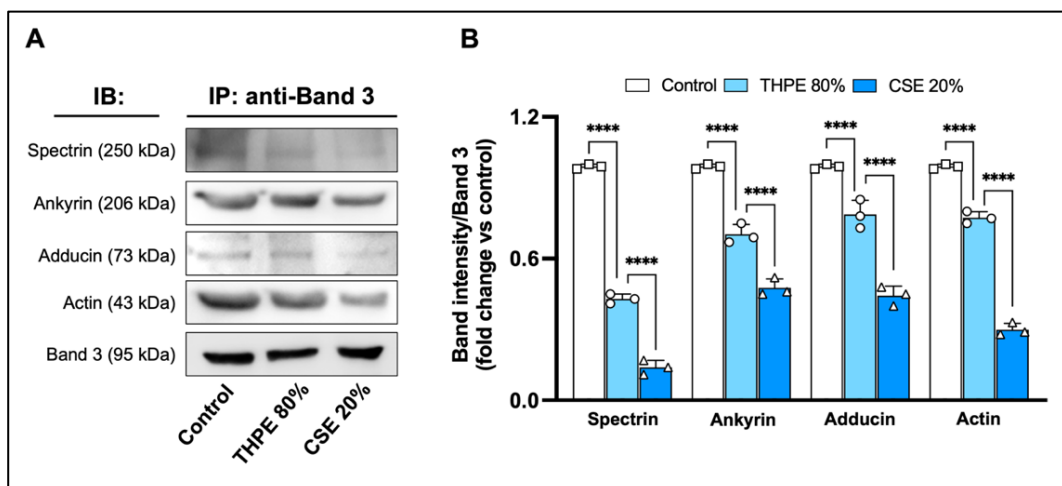 A
IB:
IP: anti-Band 3
Spectrin (250 kDa)
Ankyrin (206 kDa)
Adducin (73 kDa)
Actin (43 kDa)
Band 3 (95 kDa)
Control
THPE 80%
CSE 20%
B
Control
THPE 80%
CSE 20%
Band intensity/Band 3
(fold change vs control)
1.2
0.6
0.0
****
****
****
****
****
****
****
****
Spectrin
Ankyrin
Adducin
Actin